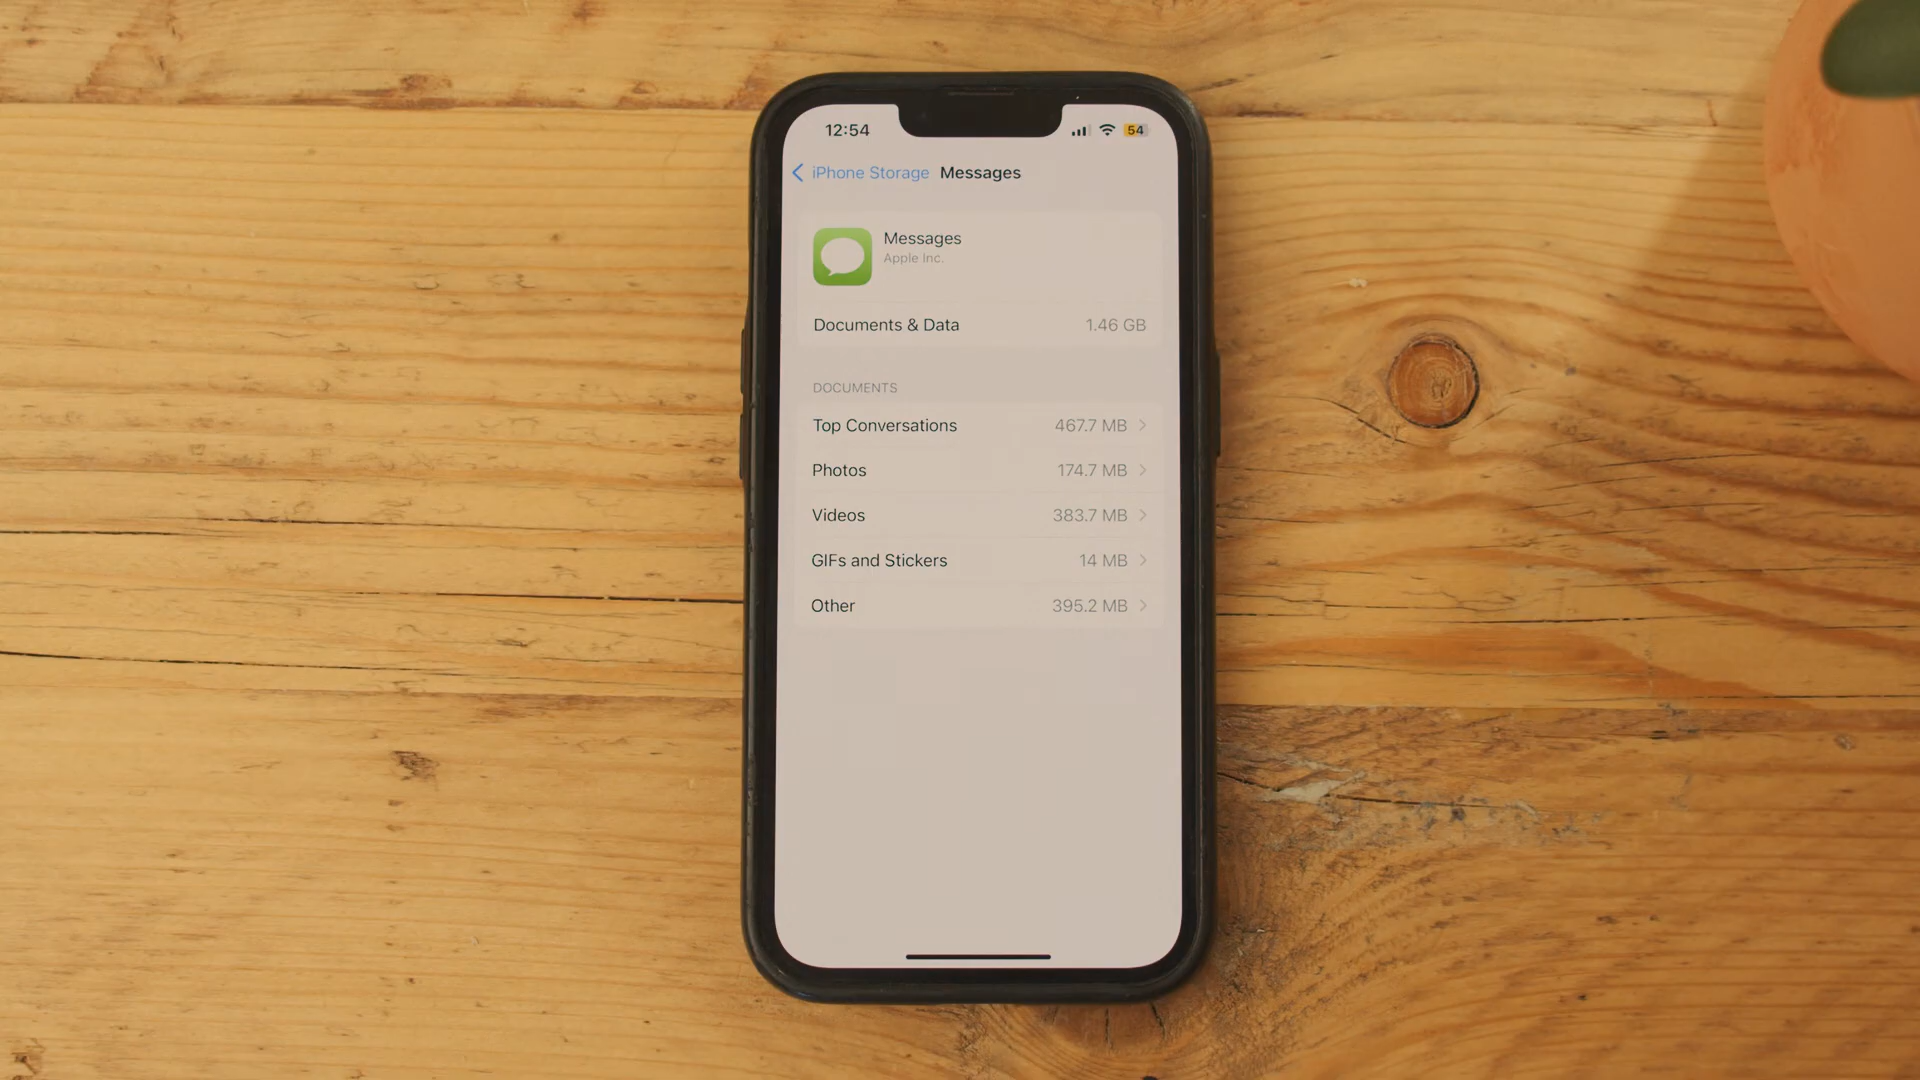 12:54 54
iPhone Storage Messages
Messages
Apple Inc.
Documents & Data 1.46 GB
DOCUMENTS
Top Conversations 467.7 MB
Photos 174.7 MB
Videos 383.7 MB
GIFs and Stickers 14 MB
Other 395.2 MB